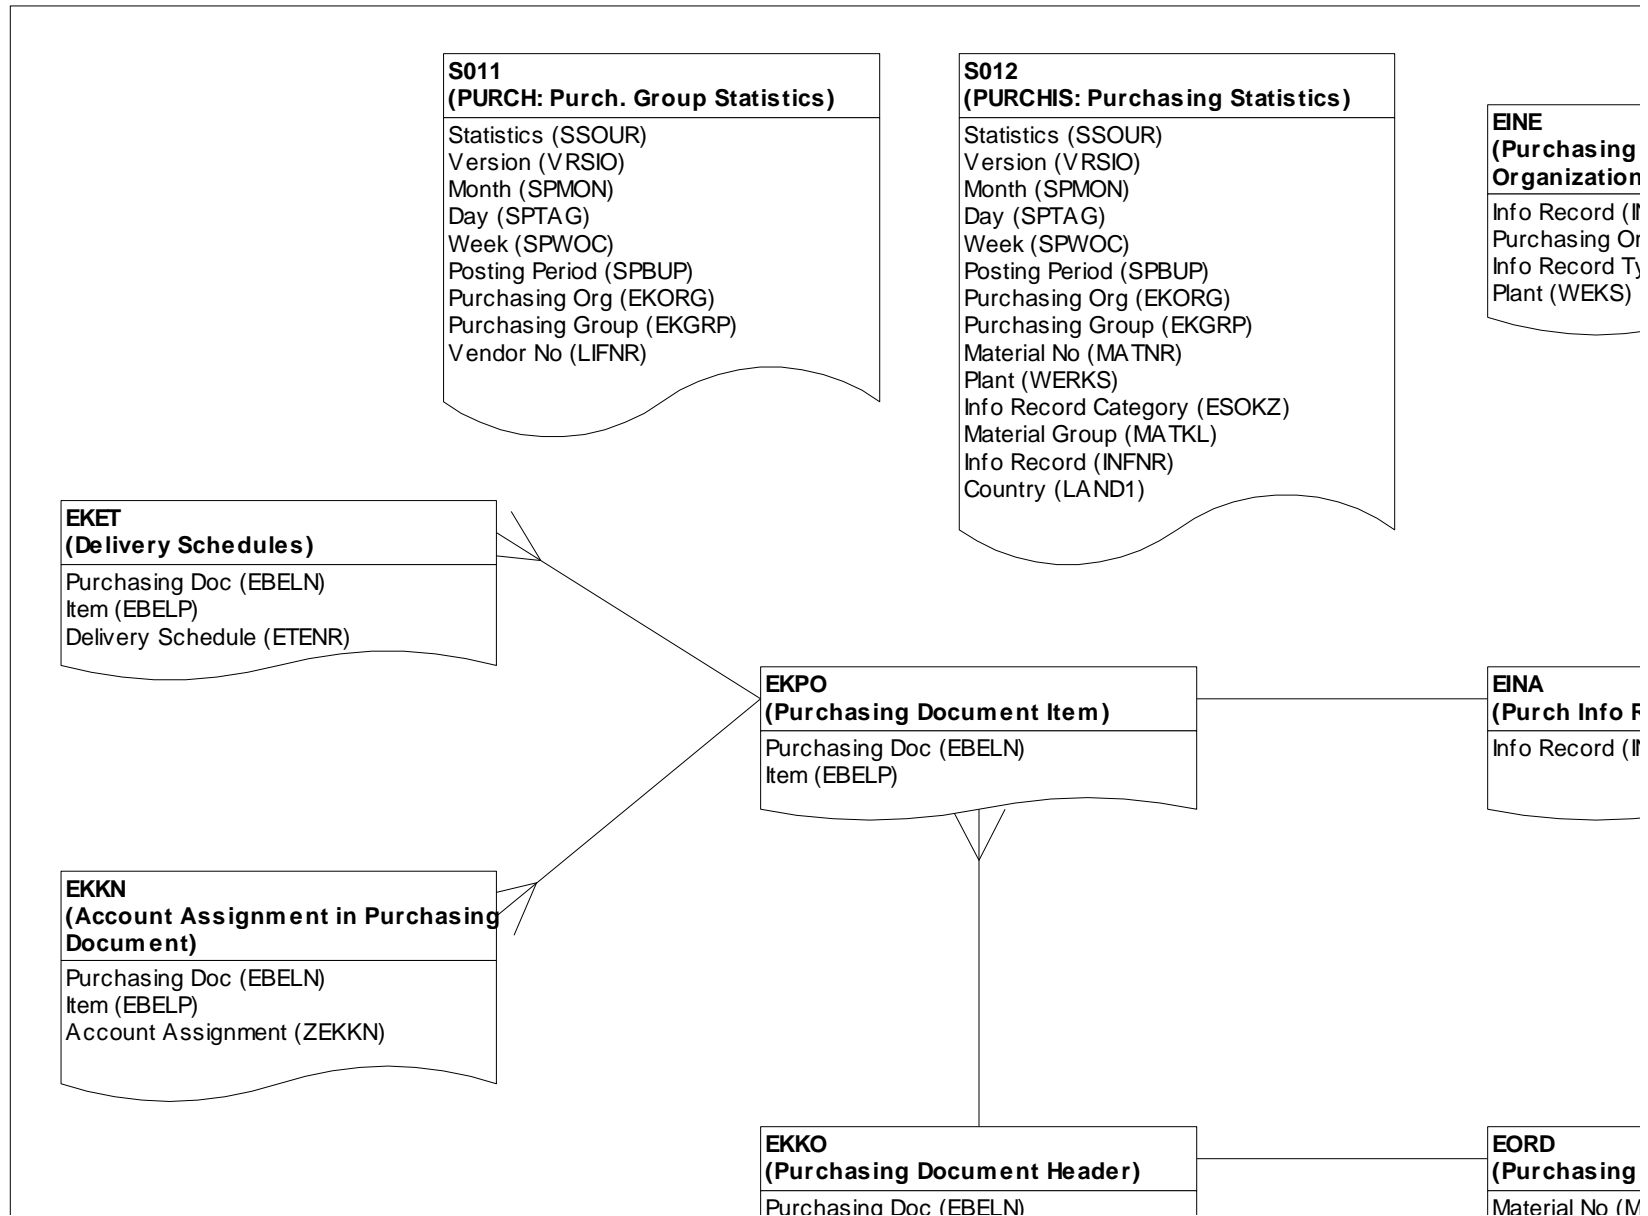 S011
(PURCH: Purch. Group Statistics)
Statistics (SSOUR)
Version (VRSIO)
Month (SPMON)
Day (SPTAG)
Week (SPWOC)
Posting Period (SPBUP)
Purchasing Org (EKORG)
Purchasing Group (EKGRP)
Vendor No (LIFNR)
S012
(PURCHIS: Purchasing Statistics)
Statistics (SSOUR)
Version (VRSIO)
Month (SPMON)
Day (SPTAG)
Week (SPWOC)
Posting Period (SPBUP)
Purchasing Org (EKORG)
Purchasing Group (EKGRP)
Material No (MATNR)
Plant (WERKS)
Info Record Category (ESOKZ)
Material Group (MATKL)
Info Record (INFNR)
Country (LAND1)
EINE
(Purchasing
Organization
Info Record
Purchasing
Info Record
Plant (WEKS)
EKET
(Delivery Schedules)
Purchasing Doc (EBELN)
Item (EBELP)
Delivery Schedule (ETENR)
EKPO
(Purchasing Document Item)
Purchasing Doc (EBELN)
Item (EBELP)
EINA
(Purch Info
Info Record
EKKN
(Account Assignment in Purchasing
Document)
Purchasing Doc (EBELN)
Item (EBELP)
Account Assignment (ZEKKN)
EKKO
(Purchasing Document Header)
Purchasing Doc (EBELN)
EORD
(Purchasing
Material No